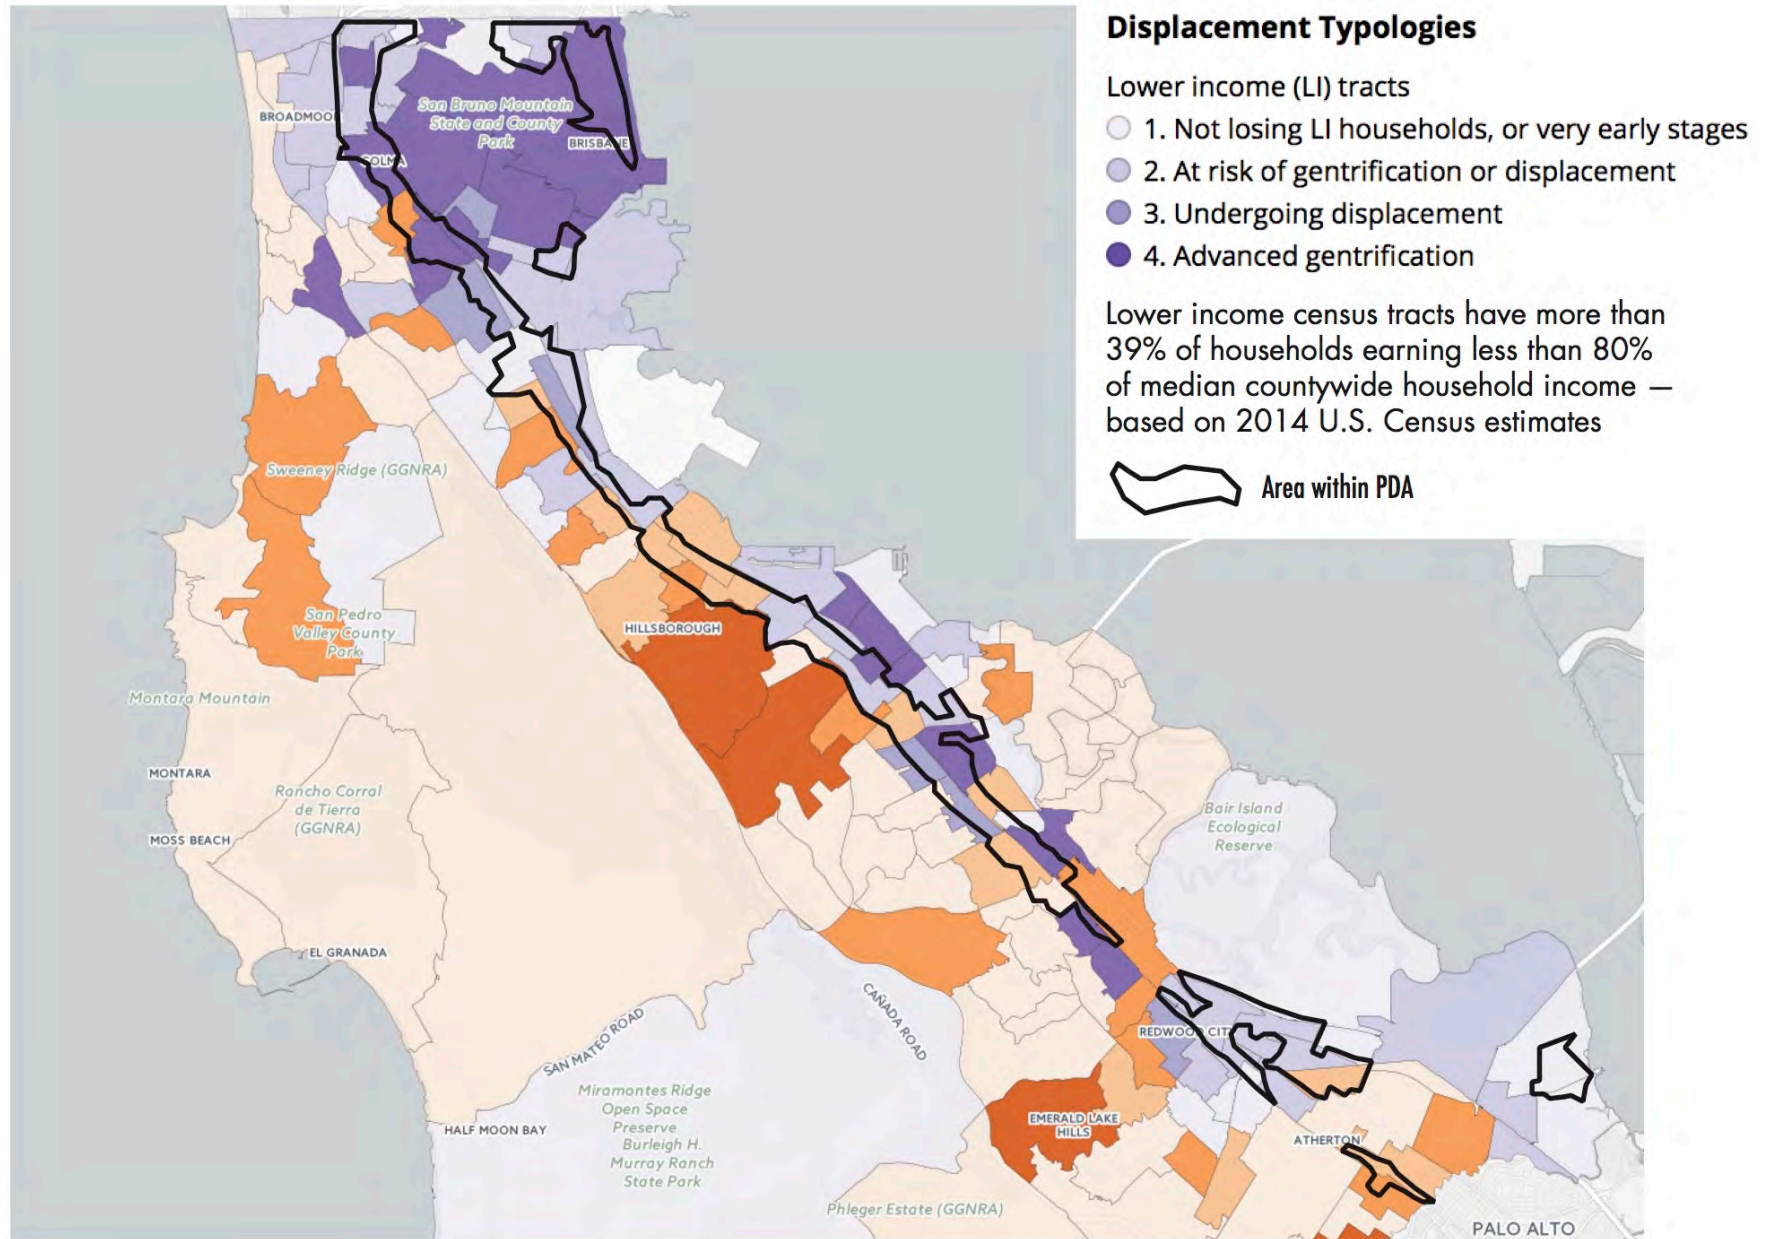 Displacement Typologies
Lower income (LI) tracts
1. Not losing LI households, or very early stages
2. At risk of gentrification or displacement
3. Undergoing displacement
4. Advanced gentrification
Lower income census tracts have more than
39% of households earning less than 80%
of median countywide household income —
based on 2014 U.S. Census estimates
Area within PDA
BROADMOOR
San Bruno Mountain
State and County
Park
BRISBANE
COLMA
Sweeney Ridge (GGNRA)
San Pedro
Valley County
Park
HILLSBOROUGH
Montara Mountain
MONTARA
Rancho Corral
de Tierra
(GGNRA)
MOSS BEACH
Bair Island
Ecological
Reserve
EL GRANADA
CAÑADA ROAD
SAN MATEO ROAD
REDWOOD CITY
Miramontes Ridge
Open Space
Preserve
Burleigh H.
Murray Ranch
State Park
HALF MOON BAY
EMERALD LAKE
HILLS
ATHERTON
Phleger Estate (GGNRA)
PALO ALTO